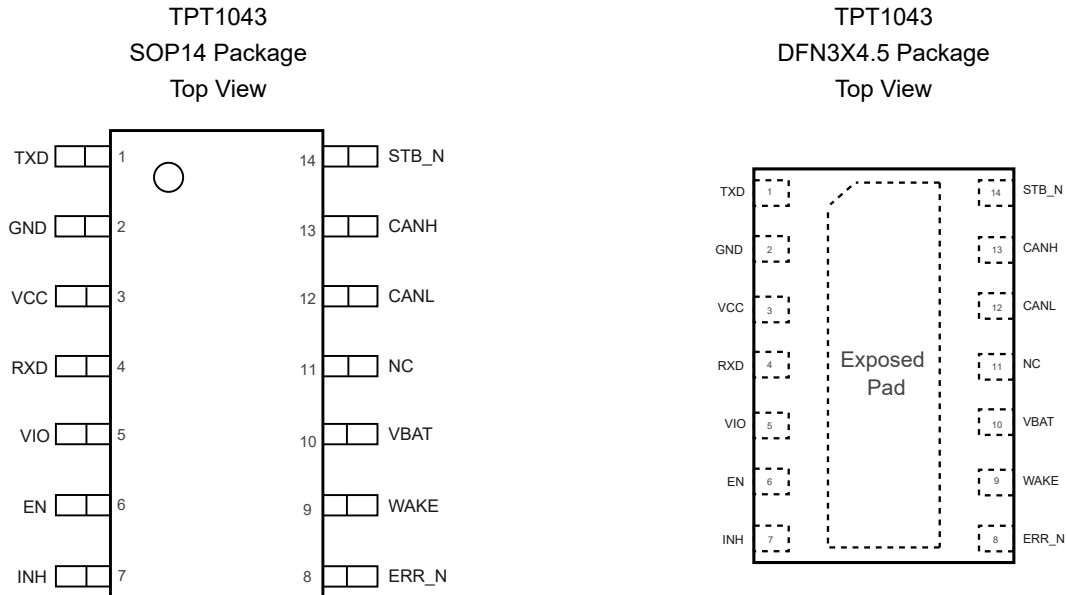 TPT1043
SOP14 Package
Top View
TXD 1 14 STB_N
GND 2 13 CANH
VCC 3 12 CANL
RXD 4 11 NC
VIO 5 10 VBAT
EN 6 9 WAKE
INH 7 8 ERR_N
TPT1043
DFN3X4.5 Package
Top View
TXD 1 14 STB_N
GND 2 13 CANH
VCC 3 12 CANL
RXD 4 11 NC
VIO 5 10 VBAT
EN 6 9 WAKE
INH 7 8 ERR_N
Exposed
Pad